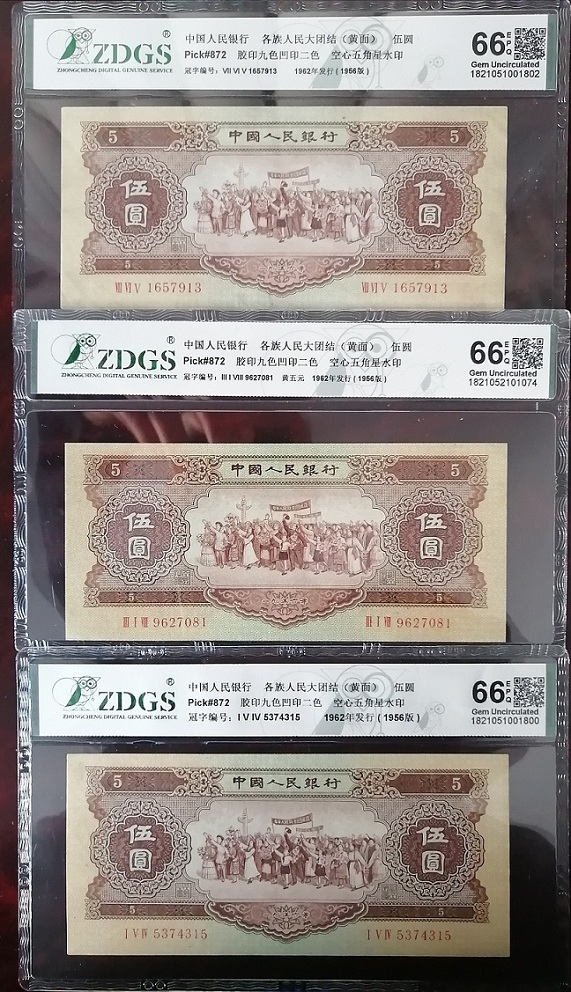 ZDGS®
ZHONGCHENG DIGITAL GENUINE SERVICE
中国人民银行 各族人民大团结（黄面） 伍圆
Pick#872 胶印九色凹印二色 空心五角星水印
冠字编号：VII VI V 1657913 1962年发行（1956版）
66 EPQ
Gem Uncirculated
1821051001802
5 中國人民銀行 5
伍圓 伍圓
5 5
VII VI V 1657913 VII VI V 1657913
ZDGS®
ZHONGCHENG DIGITAL GENUINE SERVICE
中国人民银行 各族人民大团结（黄面） 伍圆
Pick#872 胶印九色凹印二色 空心五角星水印
冠字编号：III I VIII 9627081 黄五元 1962年发行（1956版）
66 EPQ
Gem Uncirculated
1821052101074
5 中國人民銀行 5
伍圓 伍圓
5 5
III I VIII 9627081 III I VIII 9627081
ZDGS®
ZHONGCHENG DIGITAL GENUINE SERVICE
中国人民银行 各族人民大团结（黄面） 伍圆
Pick#872 胶印九色凹印二色 空心五角星水印
冠字编号：I V IV 5374315 1962年发行（1956版）
66 EPQ
Gem Uncirculated
1821051001800
5 中國人民銀行 5
伍圓 伍圓
5 5
I V IV 5374315 I V IV 5374315